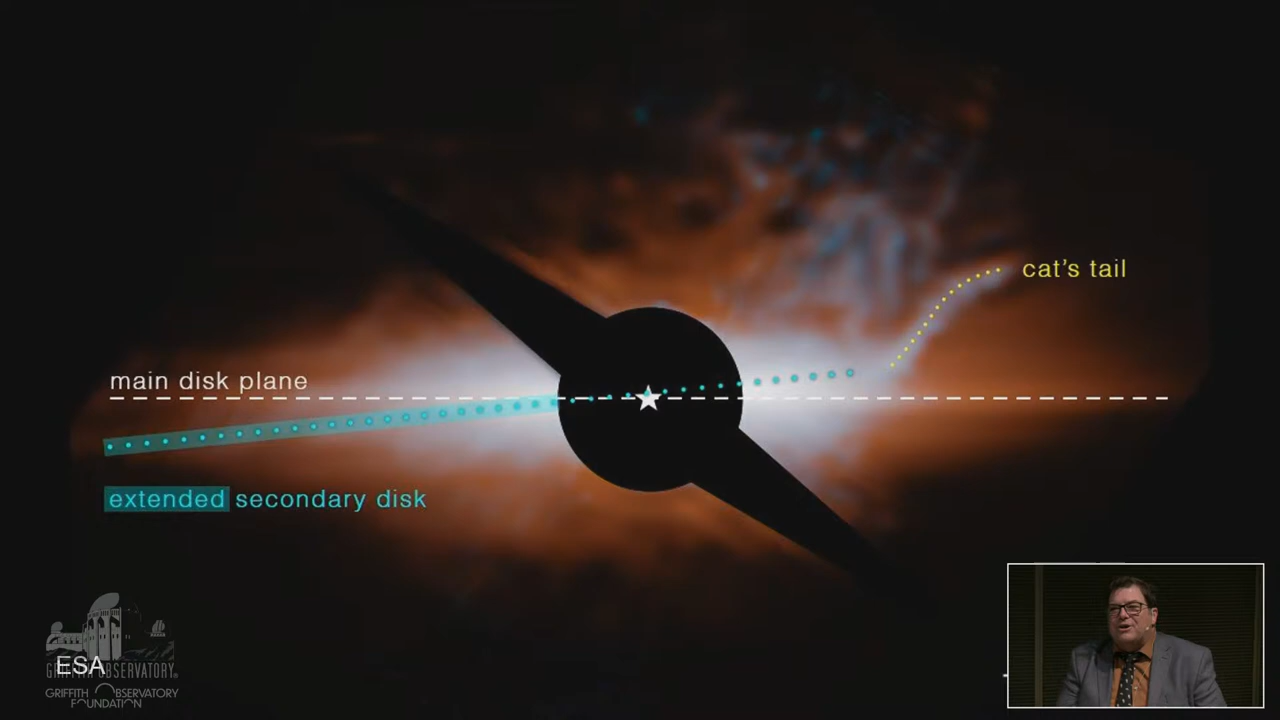 cat's tail
main disk plane
extended secondary disk
ESA
GRIFFITH OBSERVATORY
GRIFFITH OBSERVATORY
FOUNDATION